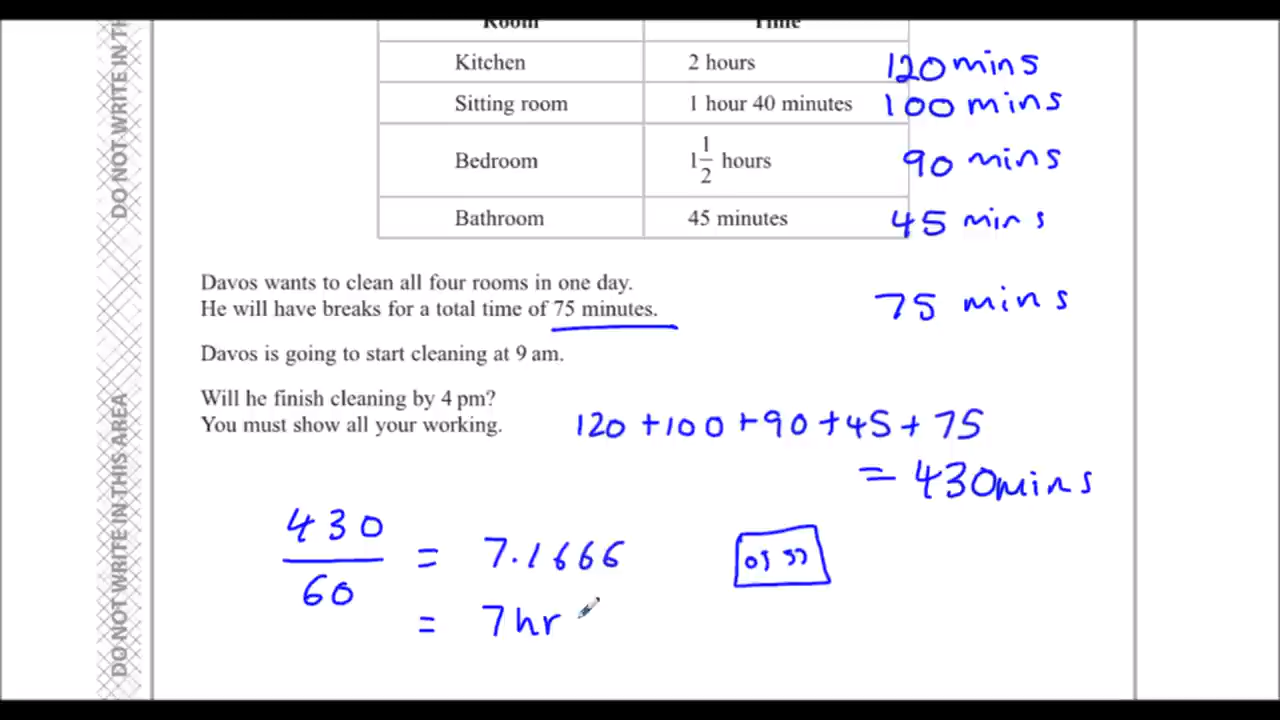 Room Time
Kitchen 2 hours 120 mins
Sitting room 1 hour 40 minutes 100 mins
Bedroom 1 1/2 hours 90 mins
Bathroom 45 minutes 45 mins
Davos wants to clean all four rooms in one day.
He will have breaks for a total time of 75 minutes. 75 mins
Davos is going to start cleaning at 9 am.
Will he finish cleaning by 4 pm?
You must show all your working. 120 + 100 + 90 + 45 + 75
= 430 mins
430/60 = 7.1666
= 7 hr
DO NOT WRITE IN TH
DO NOT WRITE IN THIS AREA